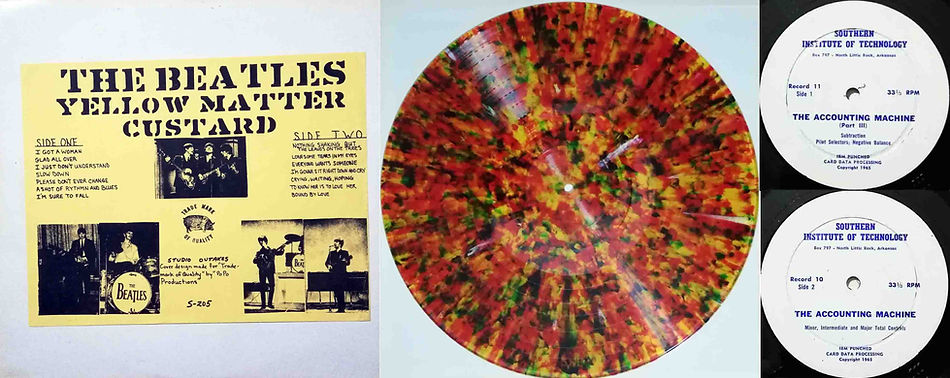 THE BEATLES
YELLOW MATTER
CUSTARD
SIDE ONE
I GOT A WOMAN
GLAD ALL OVER
I JUST DON'T UNDERSTAND
SLOW DOWN
PLEASE DON'T EVER CHANGE
A SHOT OF RYTHMN AND BLUES
I'M SURE TO FALL
SIDE TWO
NOTHING SHAKING BUT
THE LEAVES ON THE TREES
LONESOME TEARS IN MY EYES
EVERYONE WANTS SOMEONE
I'M GONNA SIT RIGHT DOWN AND CRY
CRYING, WAITING, HOPING
TO KNOW HER IS TO LOVE HER
BOUND BY LOVE
TRADE MARK
OF QUALITY
THE
BEATLES
STUDIO OUTAKES
Cover design made for "Trade-
mark of Quality" by "PoPo
Productions"
S-205
SOUTHERN
INSTITUTE OF TECHNOLOGY
Box 797 - North Little Rock, Arkansas
Record 11
Side 1
33⅓ RPM
THE ACCOUNTING MACHINE
(Part III)
Subtraction
Pilot Selectors; Negative Balance
IBM PUNCHED
CARD DATA PROCESSING
Copyright 1965
SOUTHERN
INSTITUTE OF TECHNOLOGY
Box 797 - North Little Rock, Arkansas
Record 10
Side 2
33⅓ RPM
THE ACCOUNTING MACHINE
Minor, Intermediate and Major Total Controls
IBM PUNCHED
CARD DATA PROCESSING
Copyright 1965